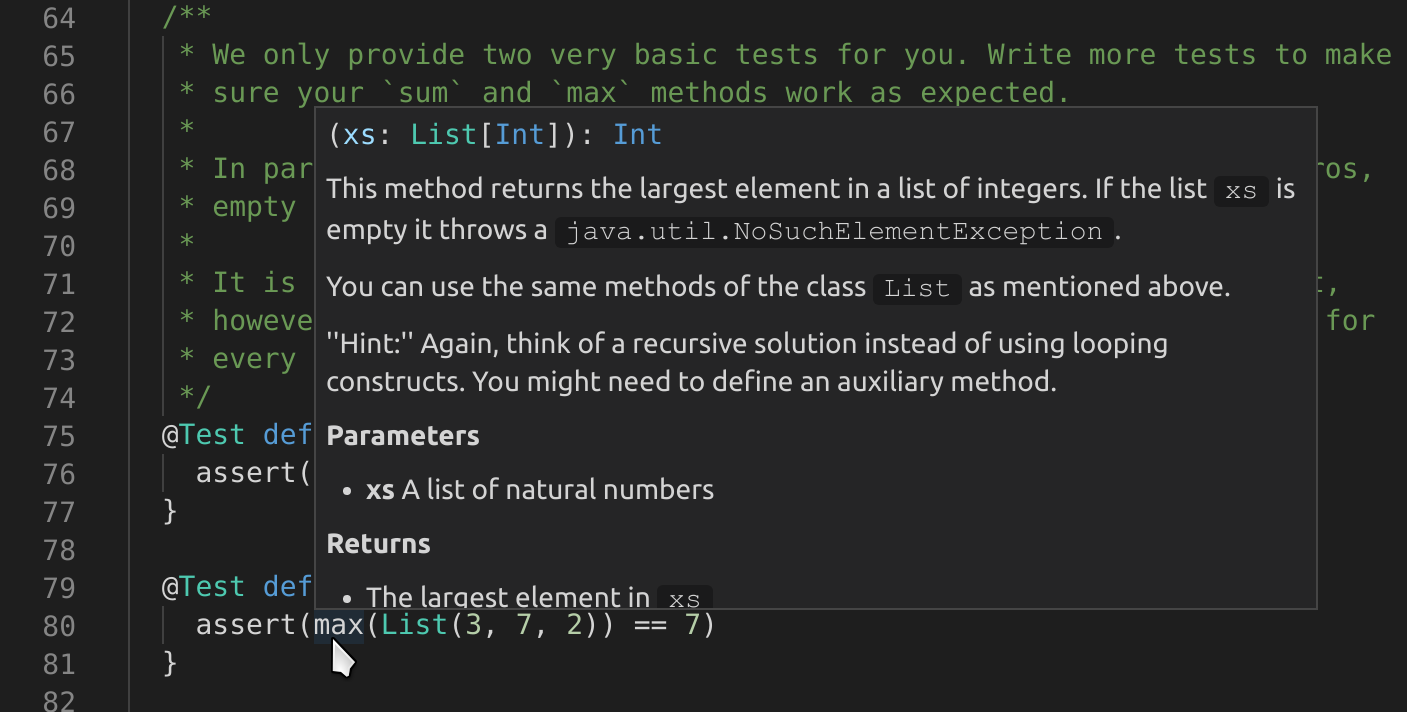 64 /**
65 * We only provide two very basic tests for you. Write more tests to make
66 * sure your `sum` and `max` methods work as expected.
67 *
(xs: List[Int]): Int
68 * In par ros,
This method returns the largest element in a list of integers. If the list xs is
69 * empty
empty it throws a java.util.NoSuchElementException.
70 *
71 * It is t,
You can use the same methods of the class List as mentioned above.
72 * howeve for
''Hint:'' Again, think of a recursive solution instead of using looping
73 * every
constructs. You might need to define an auxiliary method.
74 */
75 @Test def
Parameters
76 assert(
• xs A list of natural numbers
77 }
78
Returns
79 @Test def
• The largest element in xs
80 assert(max(List(3, 7, 2)) == 7)
81 }
82